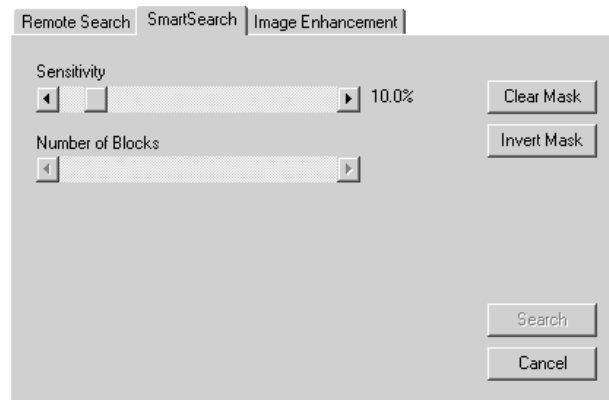 Remote Search SmartSearch Image Enhancement
Sensitivity
10.0% Clear Mask
Number of Blocks Invert Mask
Search
Cancel